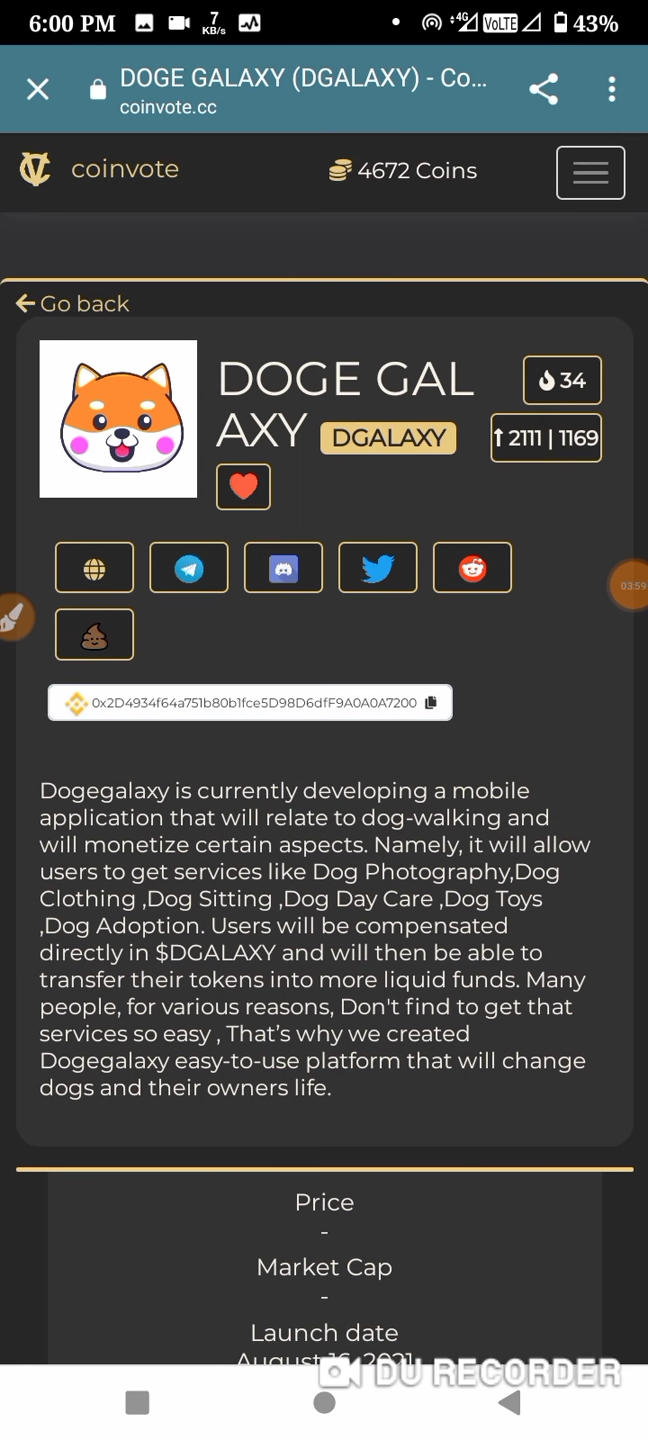 6:00 PM 7 KB/s 4G VoLTE 43%
DOGE GALAXY (DGALAXY) - Co...
coinvote.cc
coinvote 4672 Coins
Go back
DOGE GAL
AXY DGALAXY
34
2111 | 1169
03:59
0x2D4934f64a751b80b1fce5D98D6dfF9A0A0A7200
Dogegalaxy is currently developing a mobile
application that will relate to dog-walking and
will monetize certain aspects. Namely, it will allow
users to get services like Dog Photography,Dog
Clothing ,Dog Sitting ,Dog Day Care ,Dog Toys
,Dog Adoption. Users will be compensated
directly in $DGALAXY and will then be able to
transfer their tokens into more liquid funds. Many
people, for various reasons, Don't find to get that
services so easy , That’s why we created
Dogegalaxy easy-to-use platform that will change
dogs and their owners life.
Price
-
Market Cap
-
Launch date
August 16, 2021
DU RECORDER